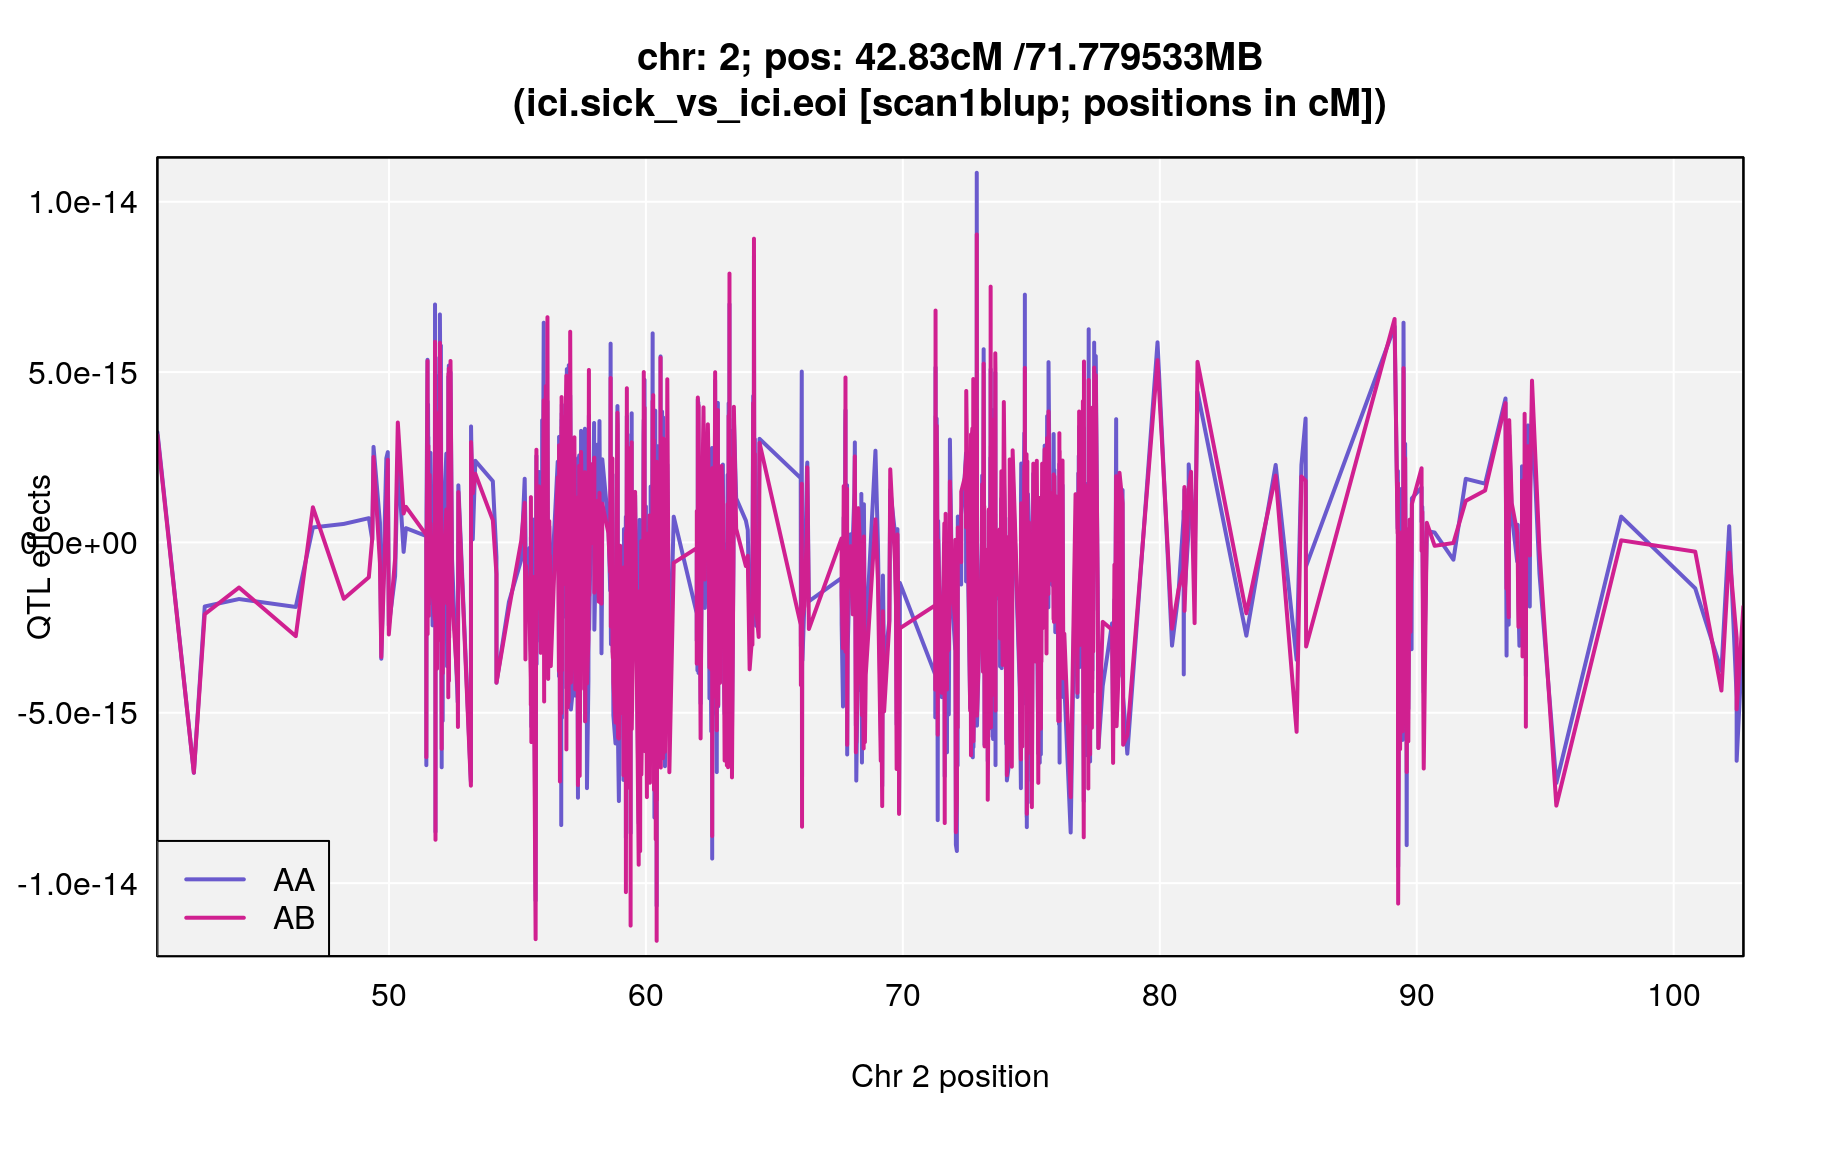 chr: 2; pos: 42.83cM /71.779533MB
(ici.sick_vs_ici.eoi [scan1blup; positions in cM])
1.0e-14
5.0e-15
0.0e+00
-5.0e-15
-1.0e-14
QTL effects
AA
AB
50 60 70 80 90 100
Chr 2 position